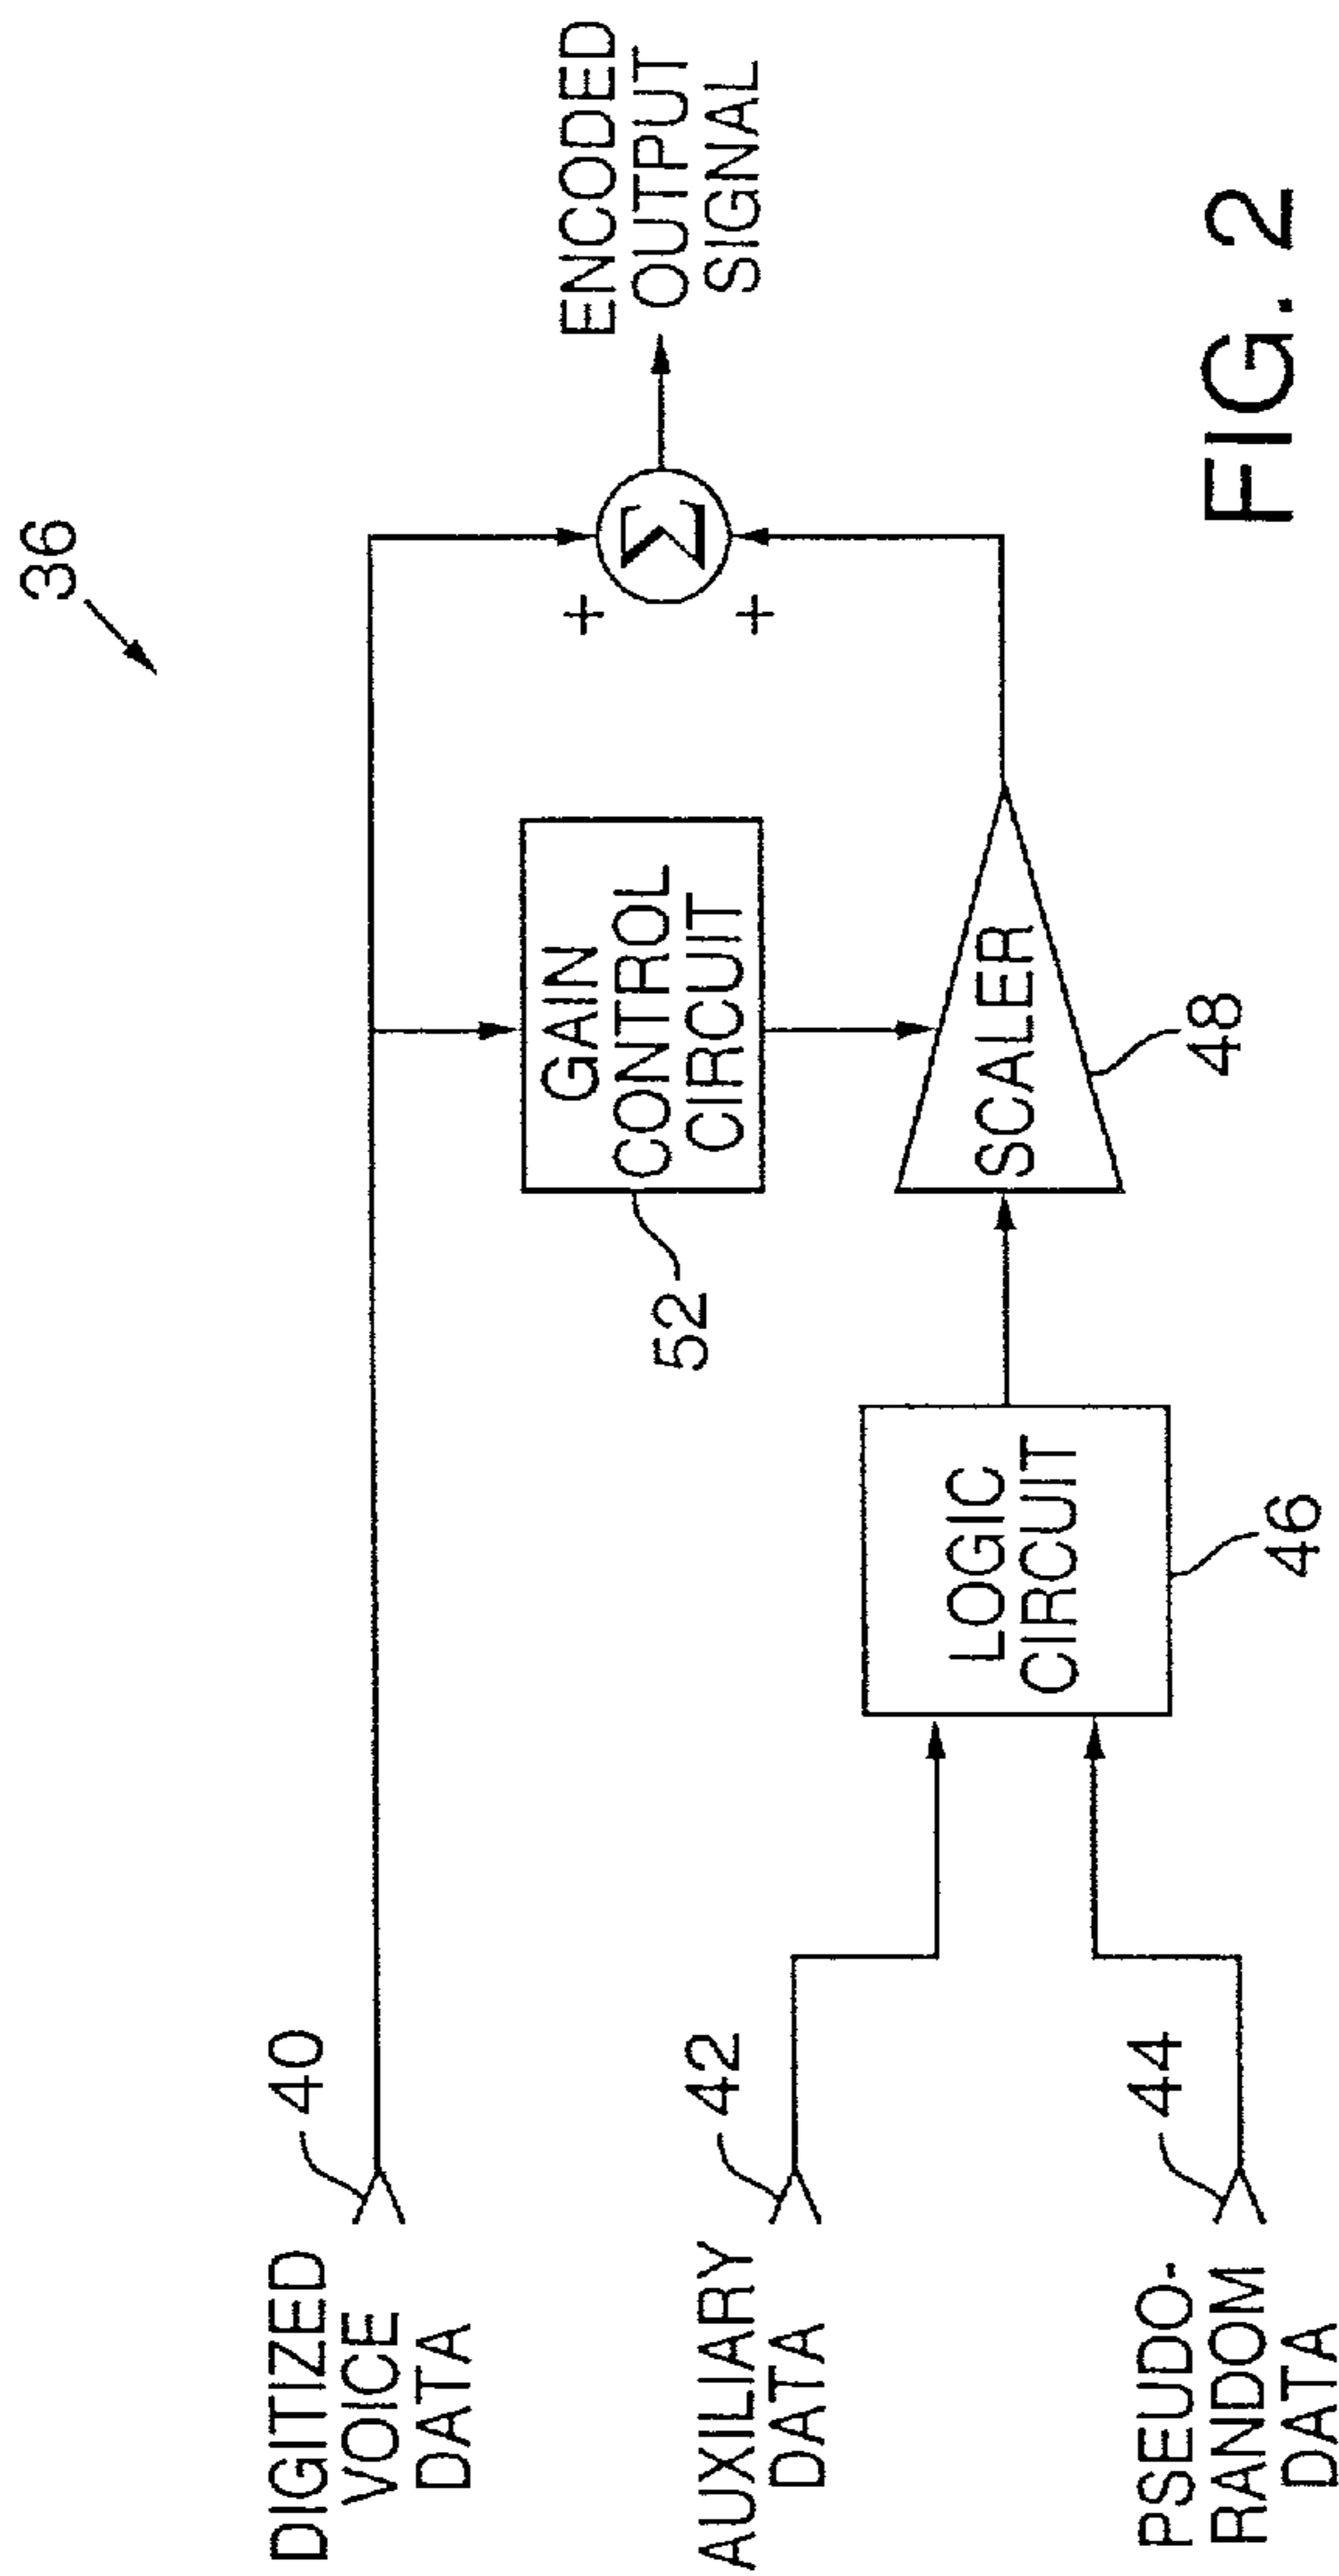 36
DIGITIZED
VOICE
DATA
40
GAIN
CONTROL
CIRCUIT
52
+
Σ
+
ENCODED
OUTPUT
SIGNAL
AUXILIARY
DATA
42
LOGIC
CIRCUIT
46
SCALER
48
PSEUDO-
RANDOM
DATA
44
FIG. 2